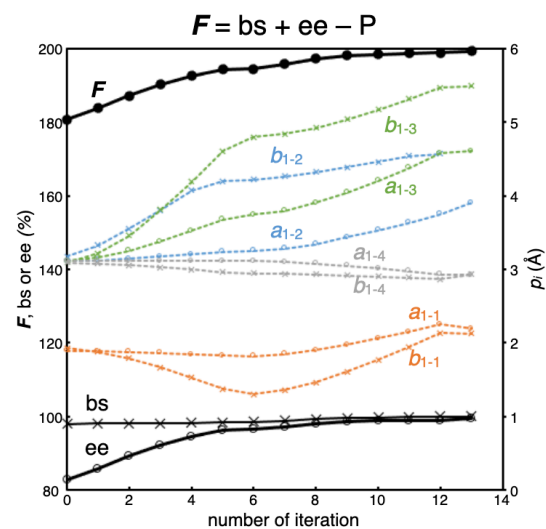 F = bs + ee – P
200
180
160
140
120
100
80
6
5
4
3
2
1
0
F
b1-3
b1-2
a1-3
a1-2
a1-4
b1-4
a1-1
b1-1
bs
ee
F, bs or ee (%)
pi (Å)
0 2 4 6 8 10 12 14
number of iteration